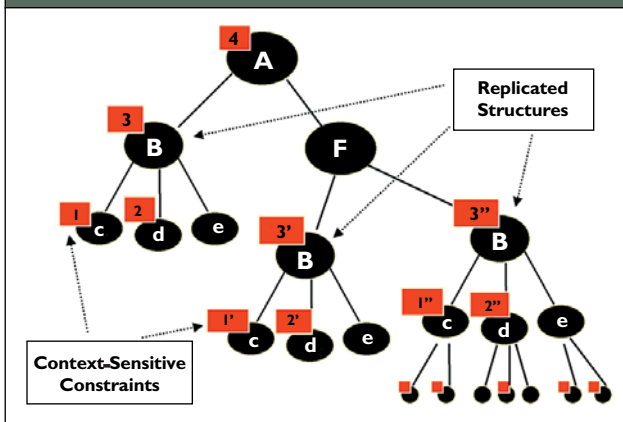 4
A
Replicated
Structures
3
B
F
1
c
2
d
e
3'
B
3”
B
1'
c
2'
d
e
1”
c
2”
d
e
Context-Sensitive
Constraints